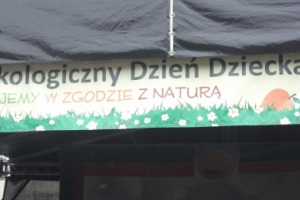 kologiczny Dzień Dziecka
JEMY W ZGODZIE Z NATURĄ